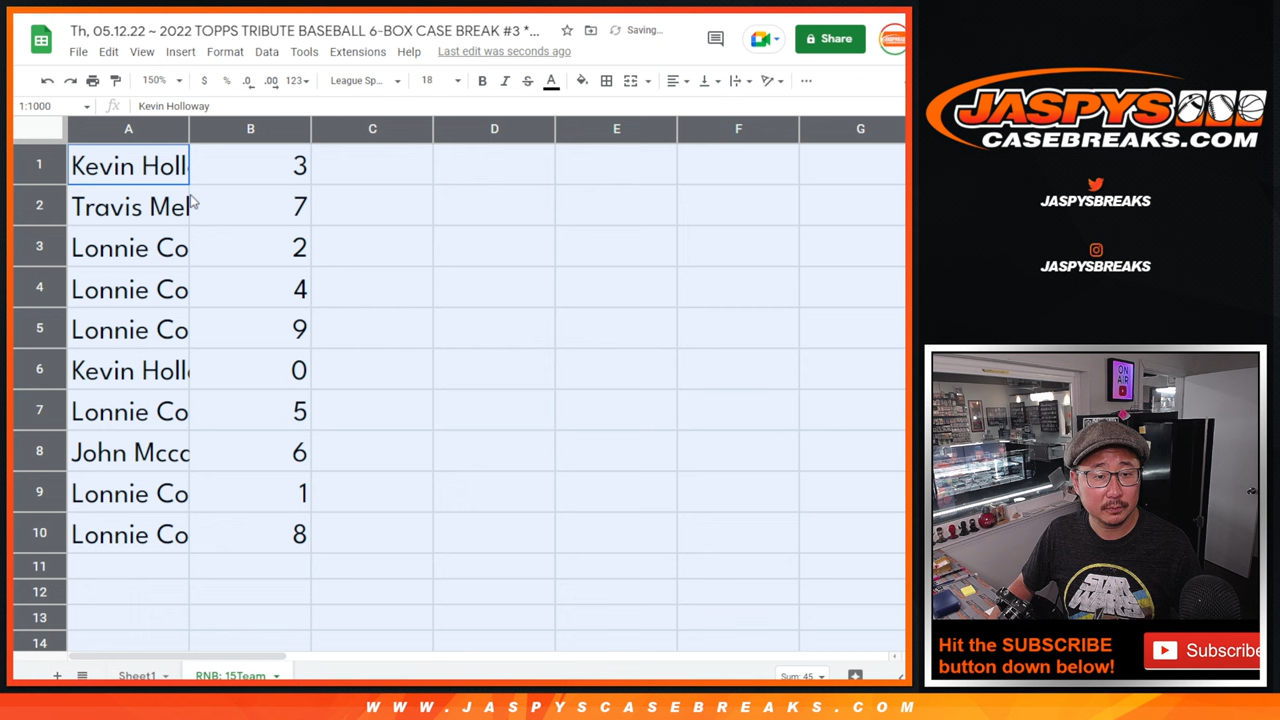 Th, 05.12.22 ~ 2022 TOPPS TRIBUTE BASEBALL 6-BOX CASE BREAK #3 *...
Saving...
File Edit View Insert Format Data Tools Extensions Help Last edit was seconds ago
Share
150% $ % .0 .00 123 League Sp... 18 B I S A
1:1000 fx Kevin Holloway
A B C D E F G
1 Kevin Holl 3
2 Travis Mel 7
3 Lonnie Co 2
4 Lonnie Co 4
5 Lonnie Co 9
6 Kevin Holl 0
7 Lonnie Co 5
8 John Mcca 6
9 Lonnie Co 1
10 Lonnie Co 8
11
12
13
14
+ Sheet1 RNB: 15Team Sum: 45
JASPYS
CASEBREAKS.COM
JASPYSBREAKS
JASPYSBREAKS
ON
AIR
STAR
WARS
Hit the SUBSCRIBE
button down below!
Subscribe
WWW.JASPYSCASEBREAKS.COM